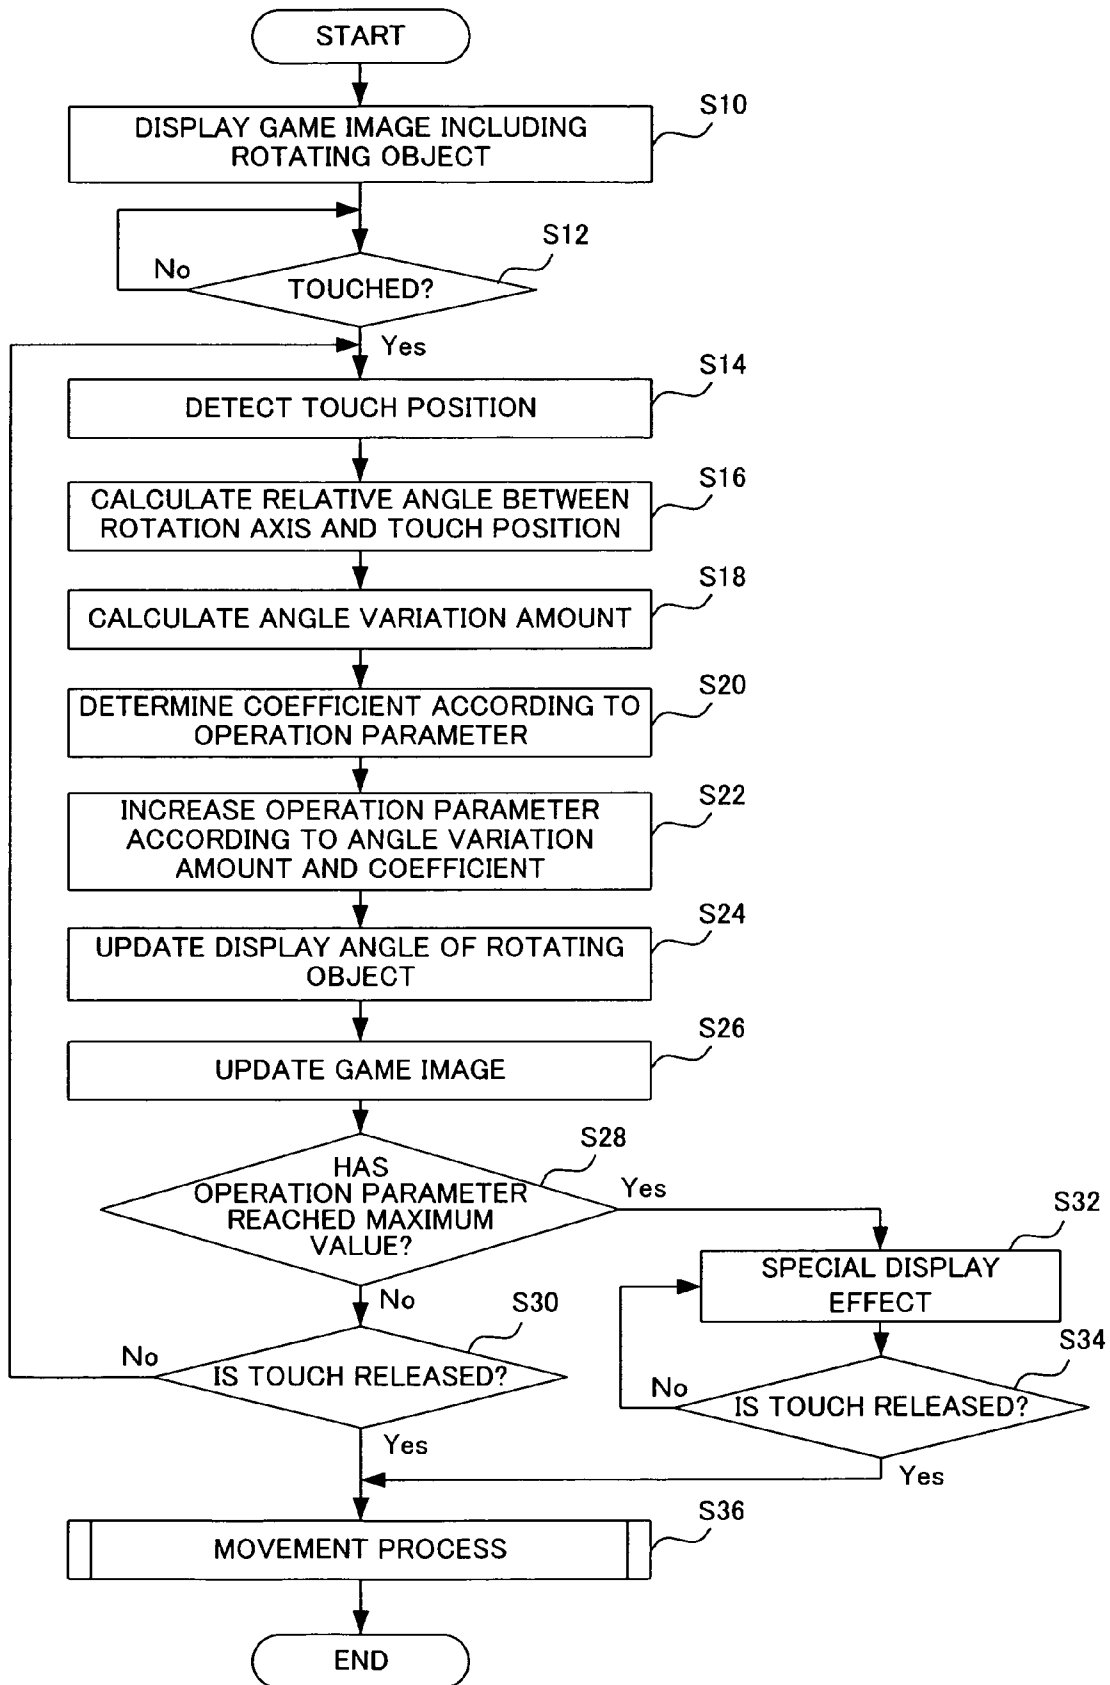 START
S10
DISPLAY GAME IMAGE INCLUDING
ROTATING OBJECT
S12
No
TOUCHED?
Yes
S14
DETECT TOUCH POSITION
S16
CALCULATE RELATIVE ANGLE BETWEEN
ROTATION AXIS AND TOUCH POSITION
S18
CALCULATE ANGLE VARIATION AMOUNT
S20
DETERMINE COEFFICIENT ACCORDING TO
OPERATION PARAMETER
S22
INCREASE OPERATION PARAMETER
ACCORDING TO ANGLE VARIATION
AMOUNT AND COEFFICIENT
S24
UPDATE DISPLAY ANGLE OF ROTATING
OBJECT
S26
UPDATE GAME IMAGE
S28
HAS
OPERATION PARAMETER
REACHED MAXIMUM
VALUE?
Yes
No
S32
SPECIAL DISPLAY
EFFECT
S30
No
IS TOUCH RELEASED?
Yes
S34
No
IS TOUCH RELEASED?
Yes
S36
MOVEMENT PROCESS
END